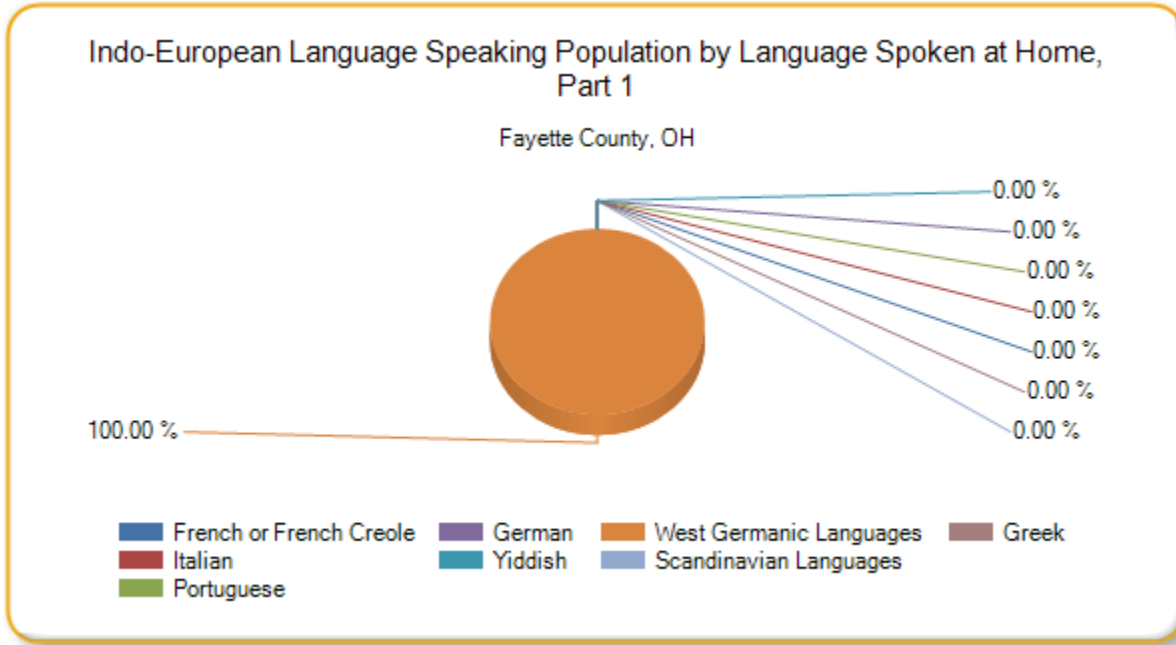 Indo-European Language Speaking Population by Language Spoken at Home,
Part 1
Fayette County, OH
0.00 %
0.00 %
0.00 %
0.00 %
0.00 %
0.00 %
100.00 %
0.00 %
French or French Creole
German
West Germanic Languages
Greek
Italian
Yiddish
Scandinavian Languages
Portuguese